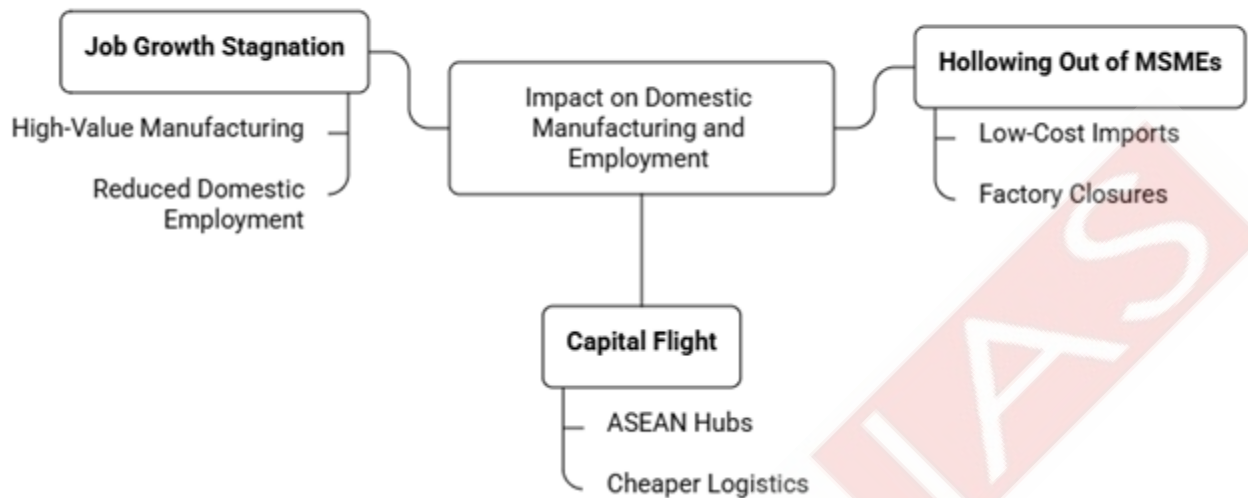 Job Growth Stagnation
High-Value Manufacturing
Reduced Domestic
Employment
Impact on Domestic
Manufacturing and
Employment
Hollowing Out of MSMEs
Low-Cost Imports
Factory Closures
Capital Flight
ASEAN Hubs
Cheaper Logistics
IAS